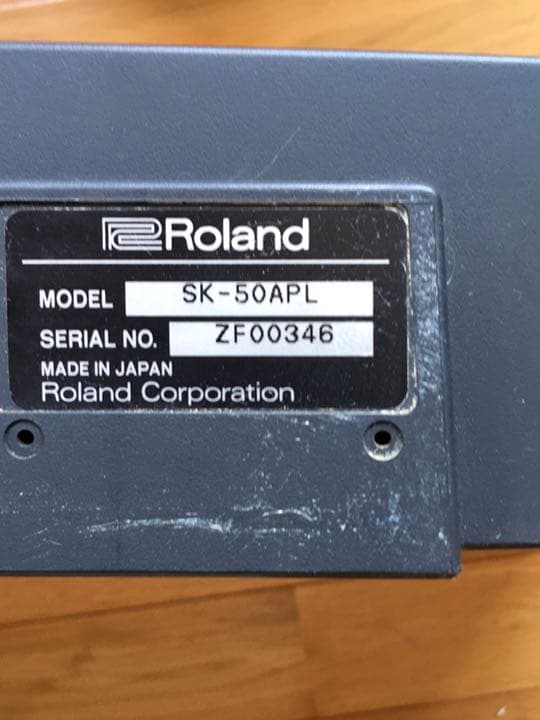 Roland
MODEL SK-50APL
SERIAL NO. ZF00346
MADE IN JAPAN
Roland Corporation